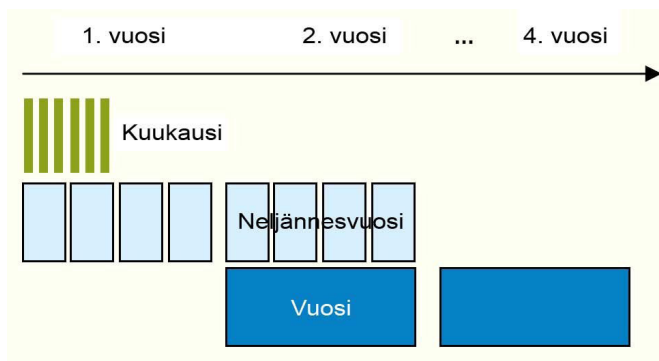 1. vuosi 2. vuosi ... 4. vuosi
Kuukausi
Neljännesvuosi
Vuosi